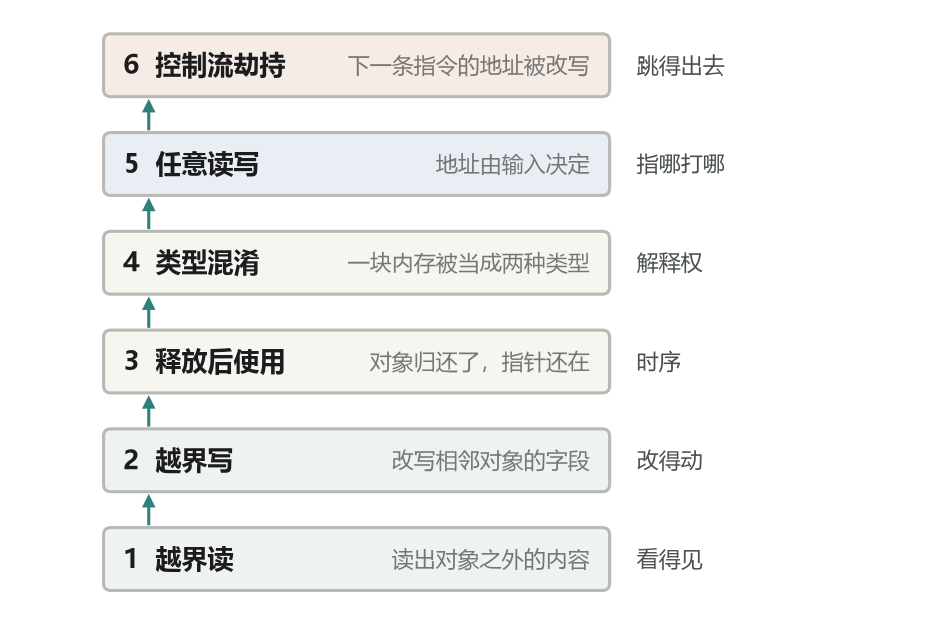 6 控制流劫持 下一条指令的地址被改写 跳得出去
5 任意读写 地址由输入决定 指哪打哪
4 类型混淆 一块内存被当成两种类型 解释权
3 释放后使用 对象归还了，指针还在 时序
2 越界写 改写相邻对象的字段 改得动
1 越界读 读出对象之外的内容 看得见